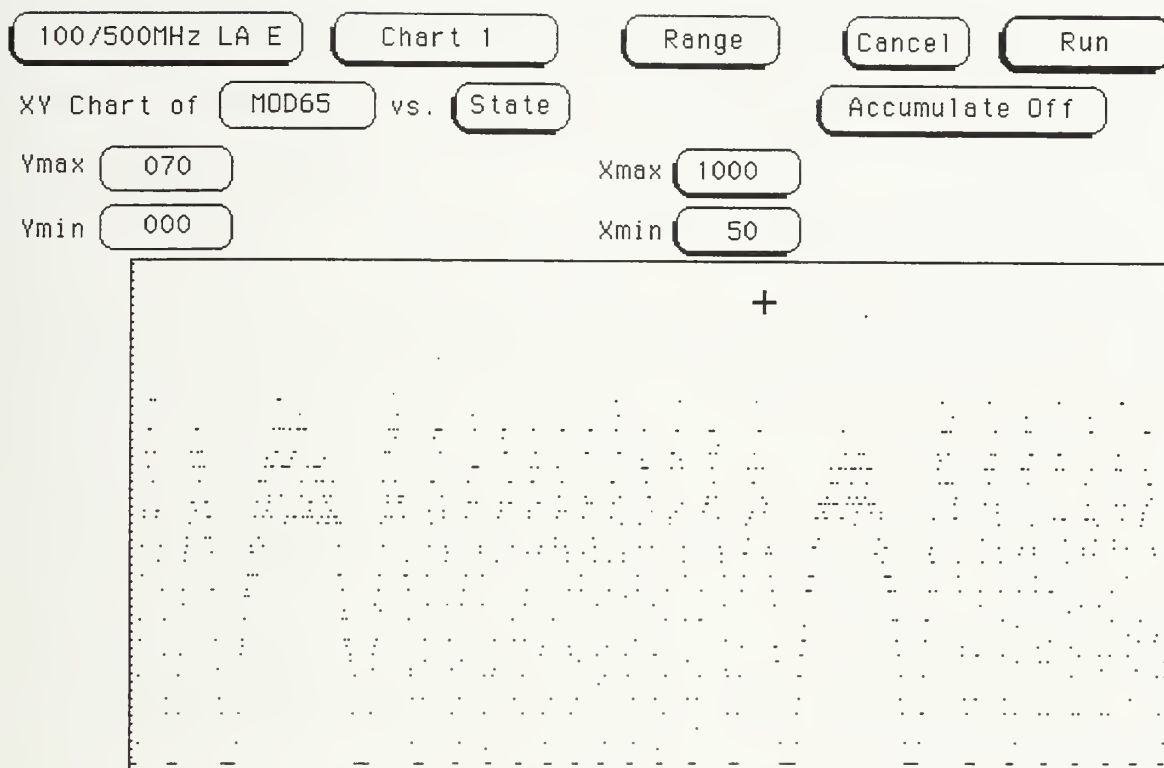 100/500MHz LA E Chart 1 Range Cancel Run
XY Chart of MOD65 vs. State Accumulate Off
Ymax 070 Xmax 1000
Ymin 000 Xmin 50